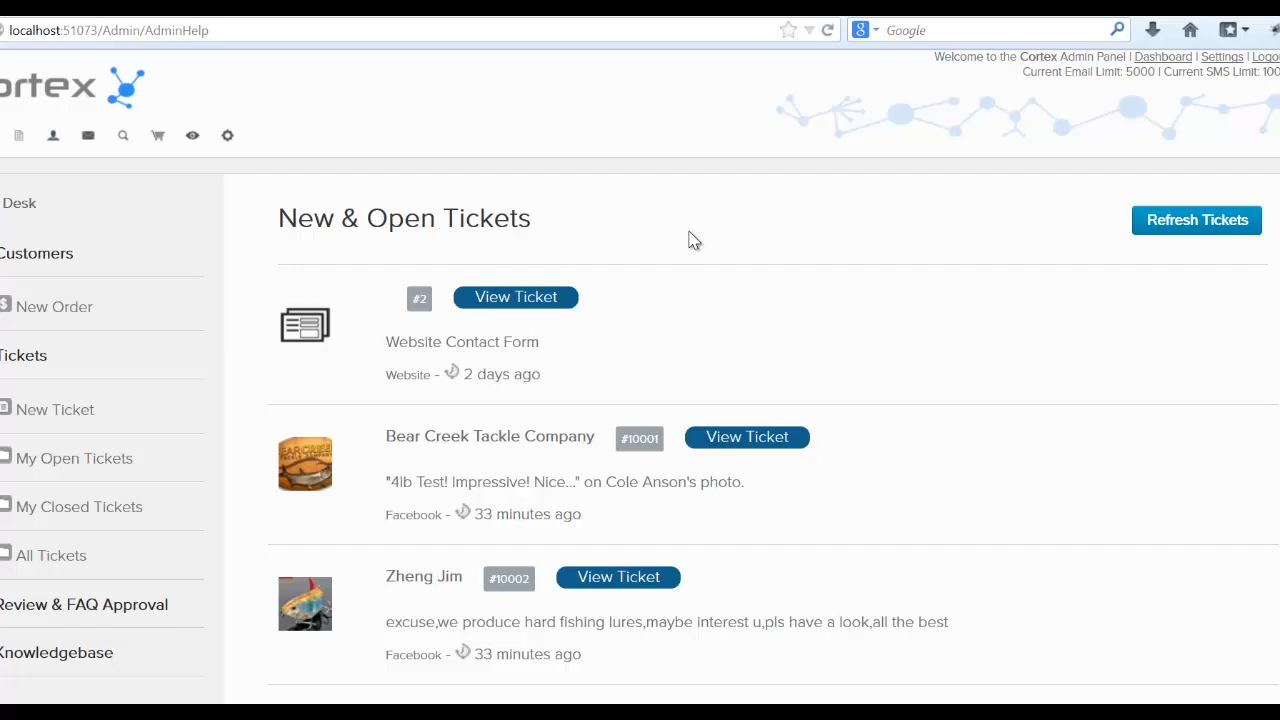 localhost:51073/Admin/AdminHelp
Google
Welcome to the Cortex Admin Panel | Dashboard | Settings | Logou
Current Email Limit: 5000 | Current SMS Limit: 100
ortex
Desk
Customers
New Order
Tickets
New Ticket
My Open Tickets
My Closed Tickets
All Tickets
Review & FAQ Approval
Knowledgebase
New & Open Tickets
Refresh Tickets
#2 View Ticket
Website Contact Form
Website - 2 days ago
Bear Creek Tackle Company #10001 View Ticket
"4lb Test! Impressive! Nice..." on Cole Anson's photo.
Facebook - 33 minutes ago
Zheng Jim #10002 View Ticket
excuse,we produce hard fishing lures,maybe interest u,pls have a look,all the best
Facebook - 33 minutes ago